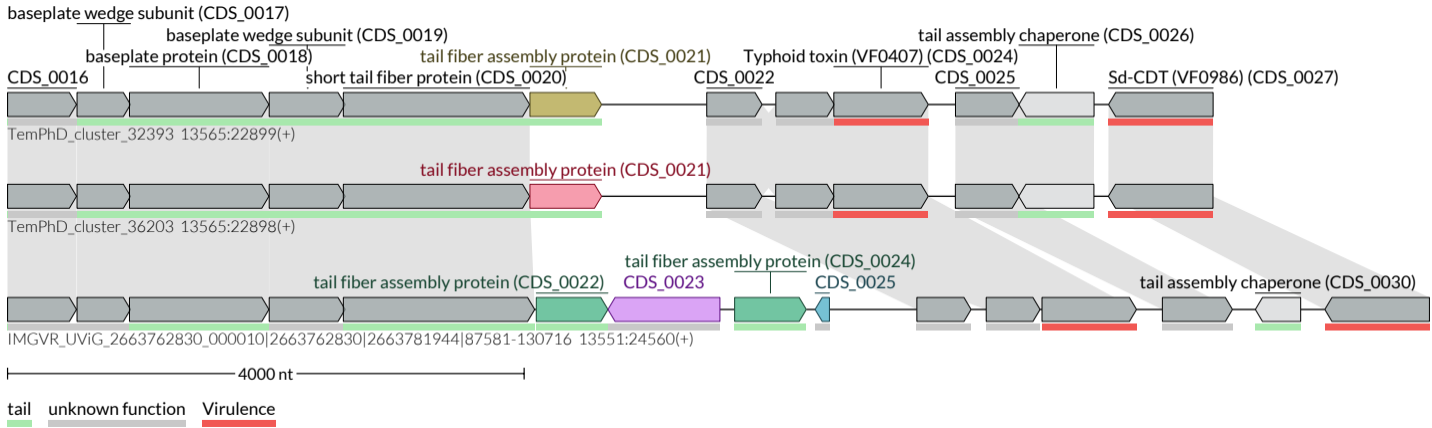 baseplate wedge subunit (CDS_0017)
baseplate wedge subunit (CDS_0019)
tail assembly chaperone (CDS_0026)
baseplate protein (CDS_0018)
tail fiber assembly protein (CDS_0021)
Typhoid toxin (VF0407) (CDS_0024)
CDS_0016
short tail fiber protein (CDS_0020)
CDS_0022
CDS_0025
Sd-CDT (VF0986) (CDS_0027)
TemPhD_cluster_32393 13565:22899(+)
tail fiber assembly protein (CDS_0021)
TemPhD_cluster_36203 13565:22898(+)
tail fiber assembly protein (CDS_0024)
tail fiber assembly protein (CDS_0022)
CDS_0023
CDS_0025
tail assembly chaperone (CDS_0030)
IMGVR_UViG_2663762830_000010|2663762830|2663781944|87581-130716 13551:24560(+)
4000 nt
tail
unknown function
Virulence